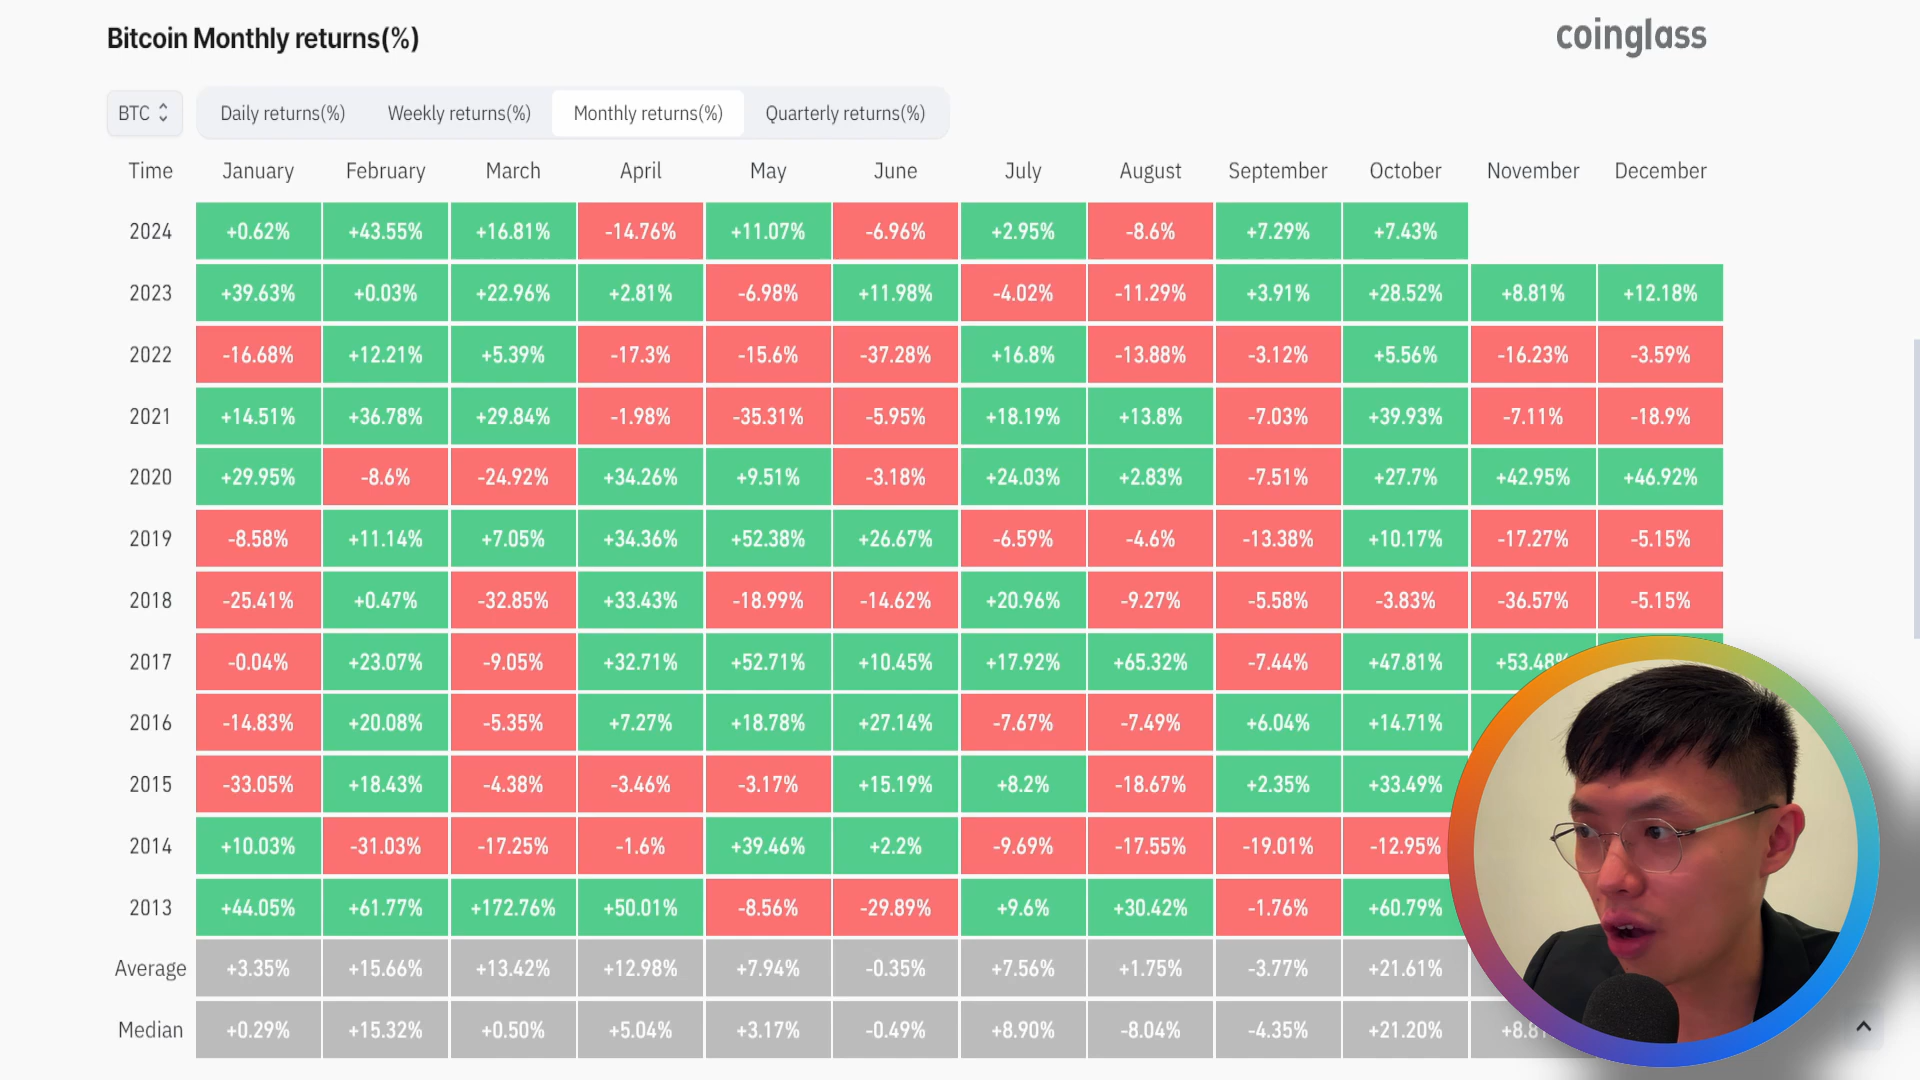 Bitcoin Monthly returns(%)
coinglass
BTC Daily returns(%) Weekly returns(%) Monthly returns(%) Quarterly returns(%)
Time January February March April May June July August September October November December
2024 +0.62% +43.55% +16.81% -14.76% +11.07% -6.96% +2.95% -8.6% +7.29% +7.43%
2023 +39.63% +0.03% +22.96% +2.81% -6.98% +11.98% -4.02% -11.29% +3.91% +28.52% +8.81% +12.18%
2022 -16.68% +12.21% +5.39% -17.3% -15.6% -37.28% +16.8% -13.88% -3.12% +5.56% -16.23% -3.59%
2021 +14.51% +36.78% +29.84% -1.98% -35.31% -5.95% +18.19% +13.8% -7.03% +39.93% -7.11% -18.9%
2020 +29.95% -8.6% -24.92% +34.26% +9.51% -3.18% +24.03% +2.83% -7.51% +27.7% +42.95% +46.92%
2019 -8.58% +11.14% +7.05% +34.36% +52.38% +26.67% -6.59% -4.6% -13.38% +10.17% -17.27% -5.15%
2018 -25.41% +0.47% -32.85% +33.43% -18.99% -14.62% +20.96% -9.27% -5.58% -3.83% -36.57% -5.15%
2017 -0.04% +23.07% -9.05% +32.71% +52.71% +10.45% +17.92% +65.32% -7.44% +47.81% +53.48%
2016 -14.83% +20.08% -5.35% +7.27% +18.78% +27.14% -7.67% -7.49% +6.04% +14.71%
2015 -33.05% +18.43% -4.38% -3.46% -3.17% +15.19% +8.2% -18.67% +2.35% +33.49%
2014 +10.03% -31.03% -17.25% -1.6% +39.46% +2.2% -9.69% -17.55% -19.01% -12.95%
2013 +44.05% +61.77% +172.76% +50.01% -8.56% -29.89% +9.6% +30.42% -1.76% +60.79%
Average +3.35% +15.66% +13.42% +12.98% +7.94% -0.35% +7.56% +1.75% -3.77% +21.61%
Median +0.29% +15.32% +0.50% +5.04% +3.17% -0.49% +8.90% -8.04% -4.35% +21.20%